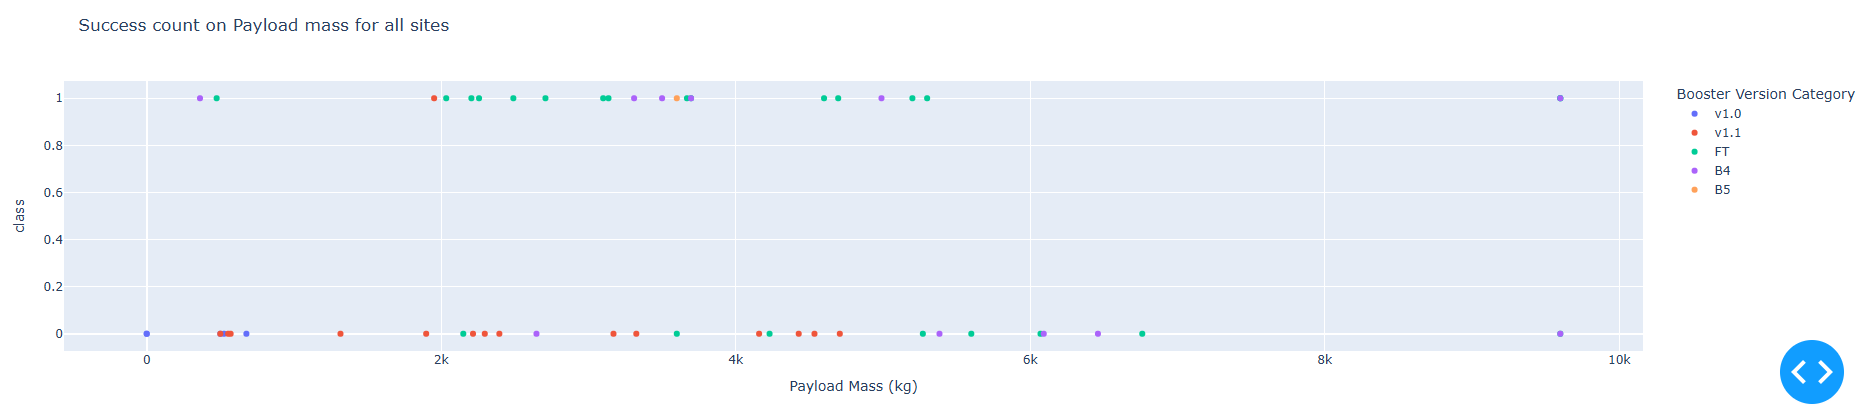 Success count on Payload mass for all sites
1
0.8
0.6
0.4
0.2
0
class
0 2k 4k 6k 8k 10k
Payload Mass (kg)
Booster Version Category
v1.0
v1.1
FT
B4
B5